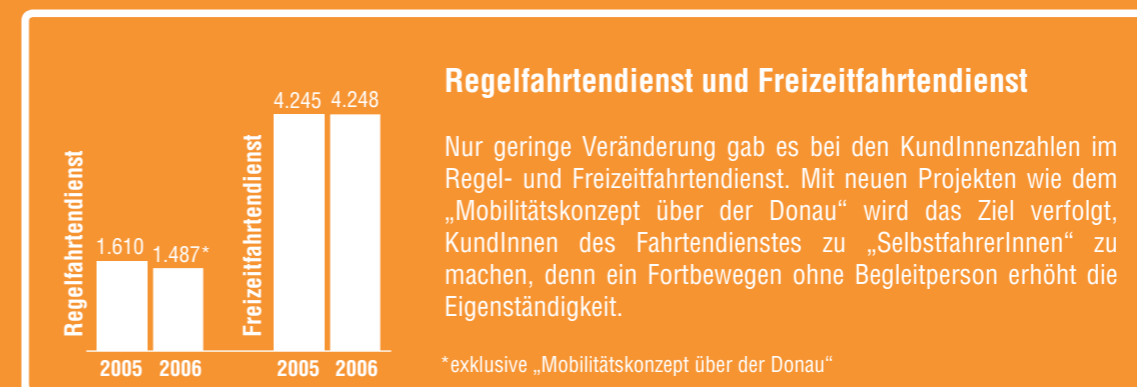 Regelfahrtendienst
1.610 1.487*
2005 2006
Freizeitfahrtendienst
4.245 4.248
2005 2006
Regelfahrtendienst und Freizeitfahrtendienst
Nur geringe Veränderung gab es bei den KundInnenzahlen im
Regel- und Freizeitfahrtendienst. Mit neuen Projekten wie dem
„Mobilitätskonzept über der Donau“ wird das Ziel verfolgt,
KundInnen des Fahrtendienstes zu „SelbstfahrerInnen“ zu
machen, denn ein Fortbewegen ohne Begleitperson erhöht die
Eigenständigkeit.
*exklusive „Mobilitätskonzept über der Donau“